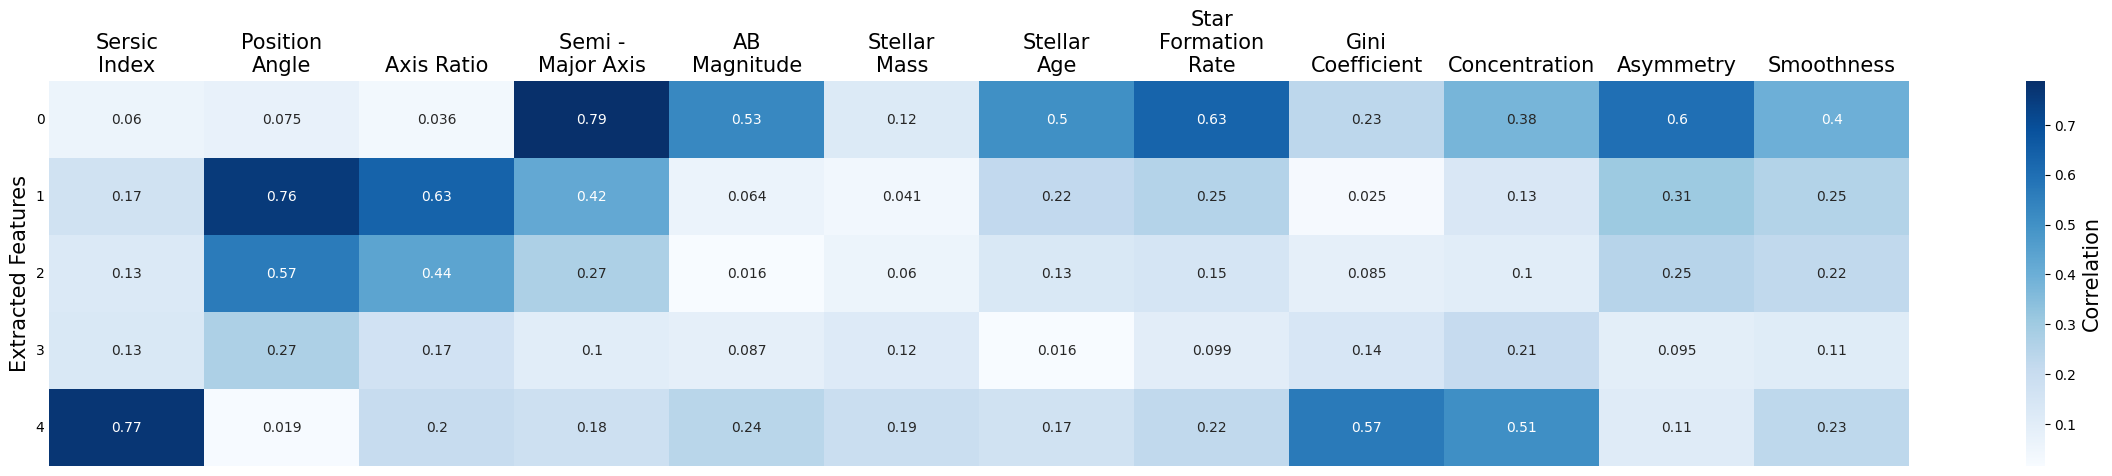 Sersic
Index
Position
Angle
Axis Ratio
Semi -
Major Axis
AB
Magnitude
Stellar
Mass
Stellar
Age
Star
Formation
Rate
Gini
Coefficient
Concentration
Asymmetry
Smoothness
Extracted Features
0 0.06 0.075 0.036 0.79 0.53 0.12 0.5 0.63 0.23 0.38 0.6 0.4
1 0.17 0.76 0.63 0.42 0.064 0.041 0.22 0.25 0.025 0.13 0.31 0.25
2 0.13 0.57 0.44 0.27 0.016 0.06 0.13 0.15 0.085 0.1 0.25 0.22
3 0.13 0.27 0.17 0.1 0.087 0.12 0.016 0.099 0.14 0.21 0.095 0.11
4 0.77 0.019 0.2 0.18 0.24 0.19 0.17 0.22 0.57 0.51 0.11 0.23
0.7
0.6
0.5
0.4
0.3
0.2
0.1
Correlation